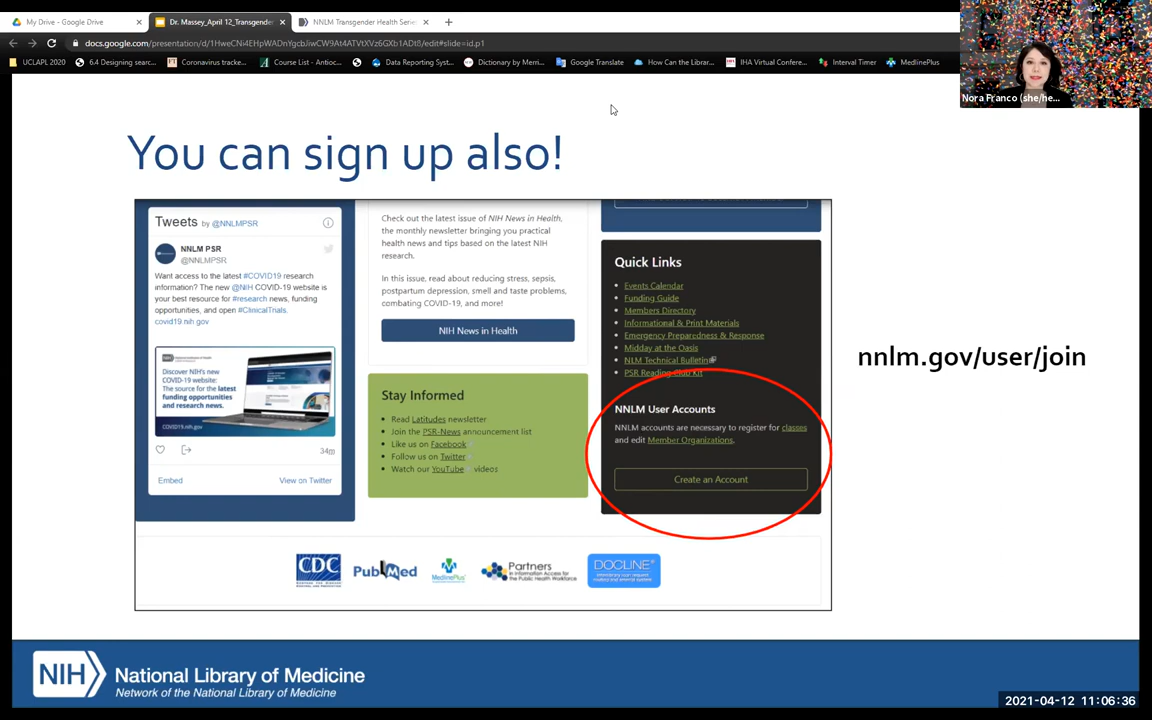 My Drive - Google Drive
Dr. Massey_April 12_Transgende
NNLM Transgender Health Serie
docs.google.com/presentation/d/1HweCNi4EHpWADnYgcbJiwCW9At4ATVtXVz6GXb1ADt8/edit#slide=id.p1
UCLAPL 2020
6.4 Designing searc...
Coronavirus tracke...
Course List - Antioc...
Data Reporting Syst...
Dictionary by Merri...
Google Translate
How Can the Librar...
IHA Virtual Confere...
Interval Timer
MedlinePlus
Nora Franco (she/he...
You can sign up also!
Tweets by @NNLMPSR
NNLM PSR
@NNLMPSR
Want access to the latest #COVID19 research
information? The new @NIH COVID-19 website is
your best resource for #research news, funding
opportunities, and open #ClinicalTrials.
covid19.nih.gov
Discover NIH's new
COVID-19 website:
The source for the latest
funding opportunities
and research news.
COVID19.nih.gov
34m
Embed
View on Twitter
Check out the latest issue of NIH News in Health,
the monthly newsletter bringing you practical
health news and tips based on the latest NIH
research.
In this issue, read about reducing stress, sepsis,
postpartum depression, smell and taste problems,
combating COVID-19, and more!
NIH News in Health
Stay Informed
Read Latitudes newsletter
Join the PSR-News announcement list
Like us on Facebook
Follow us on Twitter
Watch our YouTube videos
Quick Links
Events Calendar
Funding Guide
Members Directory
Informational & Print Materials
Emergency Preparedness & Response
Midday at the Oasis
NLM Technical Bulletin
PSR Reading Club Kit
NNLM User Accounts
NNLM accounts are necessary to register for classes
and edit Member Organizations.
Create an Account
nnlm.gov/user/join
CDC
PubMed
MedlinePlus
Partners
in Information Access for
the Public Health Workforce
DOCLINE
NIH
National Library of Medicine
Network of the National Library of Medicine
2021-04-12 11:06:36